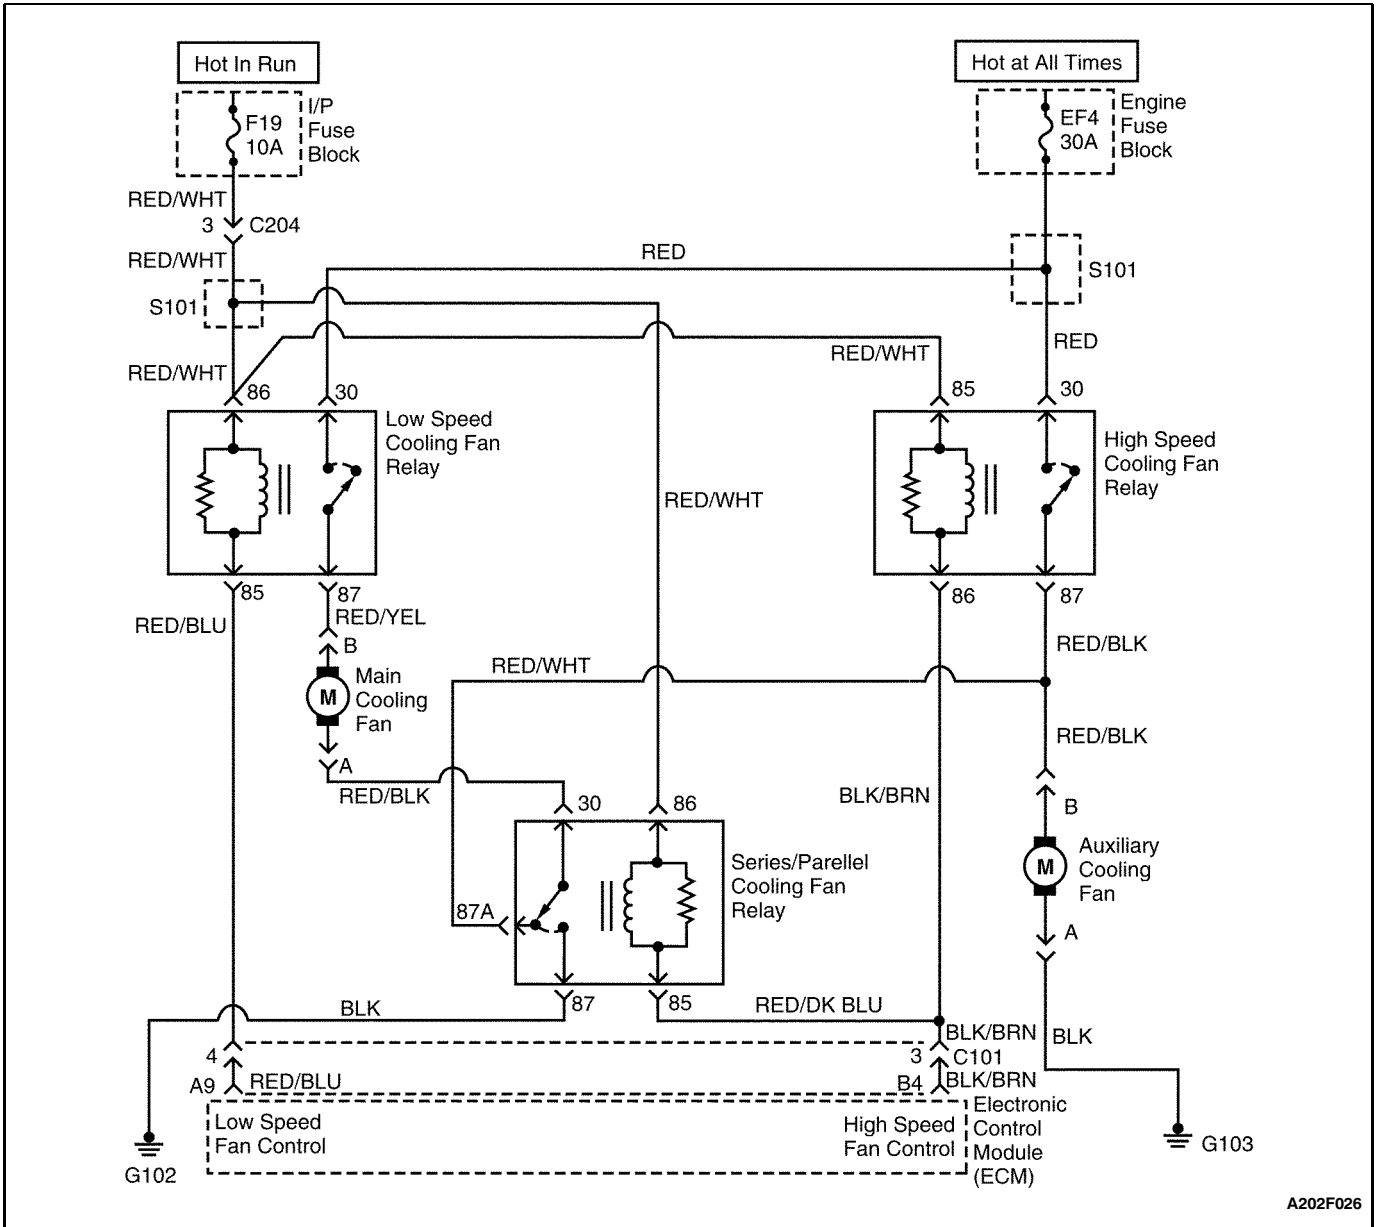 Hot In Run
Hot at All Times
F19
10A
I/P
Fuse
Block
EF4
30A
Engine
Fuse
Block
RED/WHT
3
C204
RED/WHT
RED
S101
S101
RED/WHT
RED/WHT
RED
86
30
85
30
Low Speed
Cooling Fan
Relay
High Speed
Cooling Fan
Relay
RED/WHT
85
87
86
87
RED/BLU
RED/YEL
B
RED/BLK
M
Main
Cooling
Fan
RED/WHT
RED/BLK
A
RED/BLK
BLK/BRN
30
86
B
M
Auxiliary
Cooling
Fan
Series/Parellel
Cooling Fan
Relay
87A
A
87
85
BLK
RED/DK BLU
BLK/BRN
BLK
4
3
C101
A9
RED/BLU
B4
BLK/BRN
Low Speed
Fan Control
High Speed
Fan Control
Electronic
Control
Module
(ECM)
G102
G103
A202F026